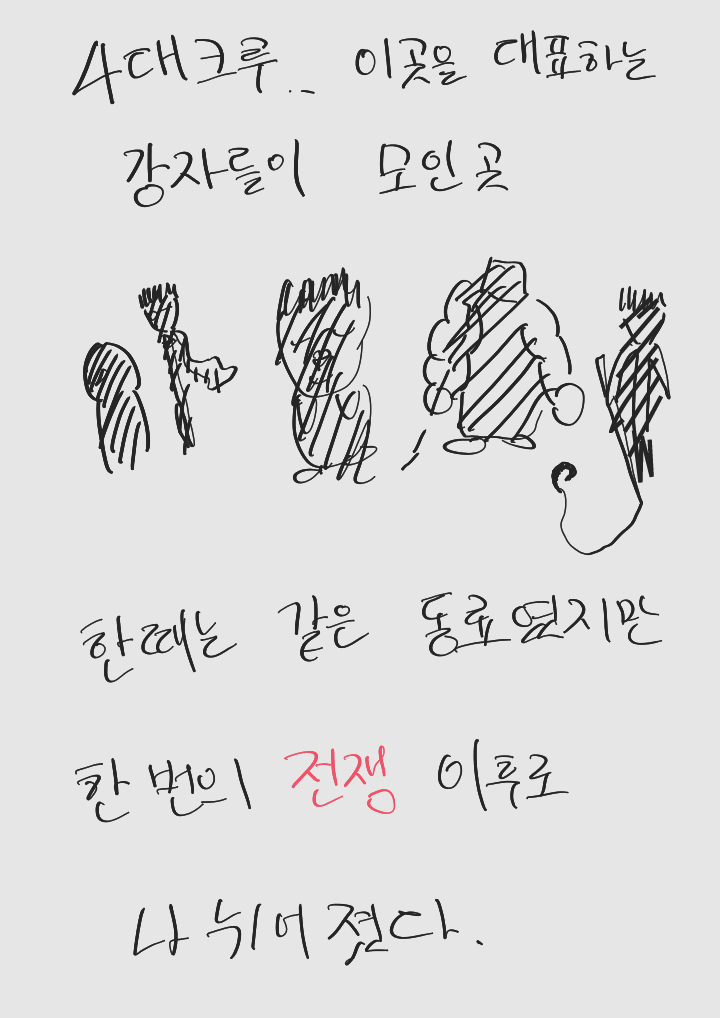 4대크루... 이곳을 대표하는
강자들이 모인곳
한때는 같은 동료였지만
한 번의 전쟁 이후로
나뉘어졌다.